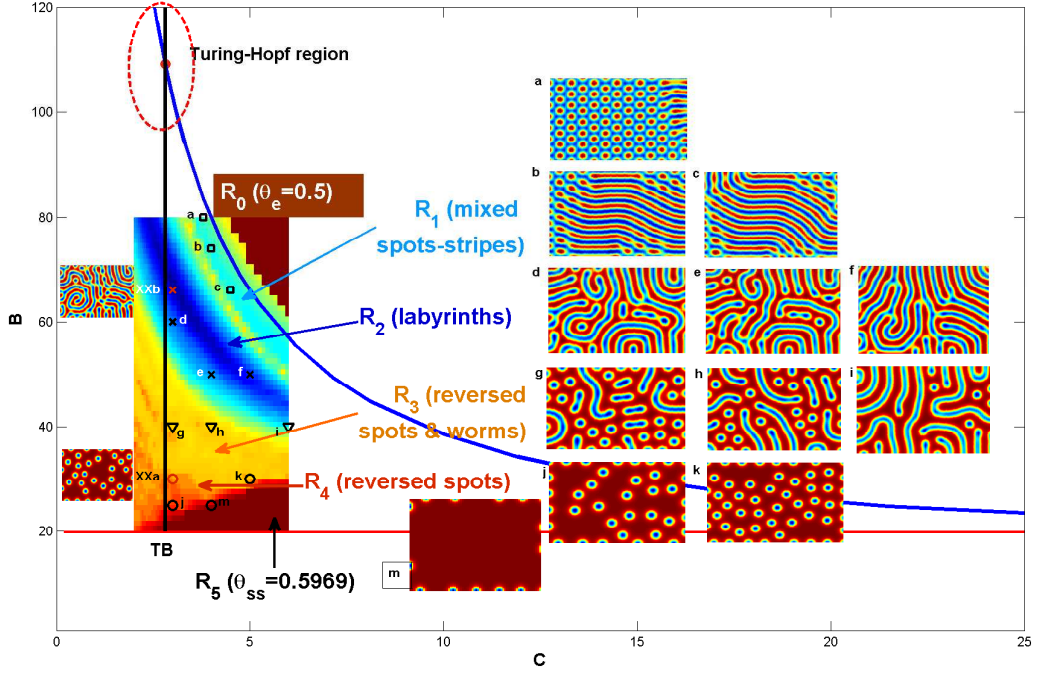 120
100
80
60
40
20
0
5
10
15
20
25
B
C
Turing-Hopf region
R0 (θe=0.5)
R1 (mixed
spots-stripes)
R2 (labyrinths)
R3 (reversed
spots & worms)
R4 (reversed spots)
R5 (θss=0.5969)
TB
XXb
XXa
a
b
c
d
e
f
g
h
i
k
j
m
a
b
c
d
e
f
g
h
i
j
k
m